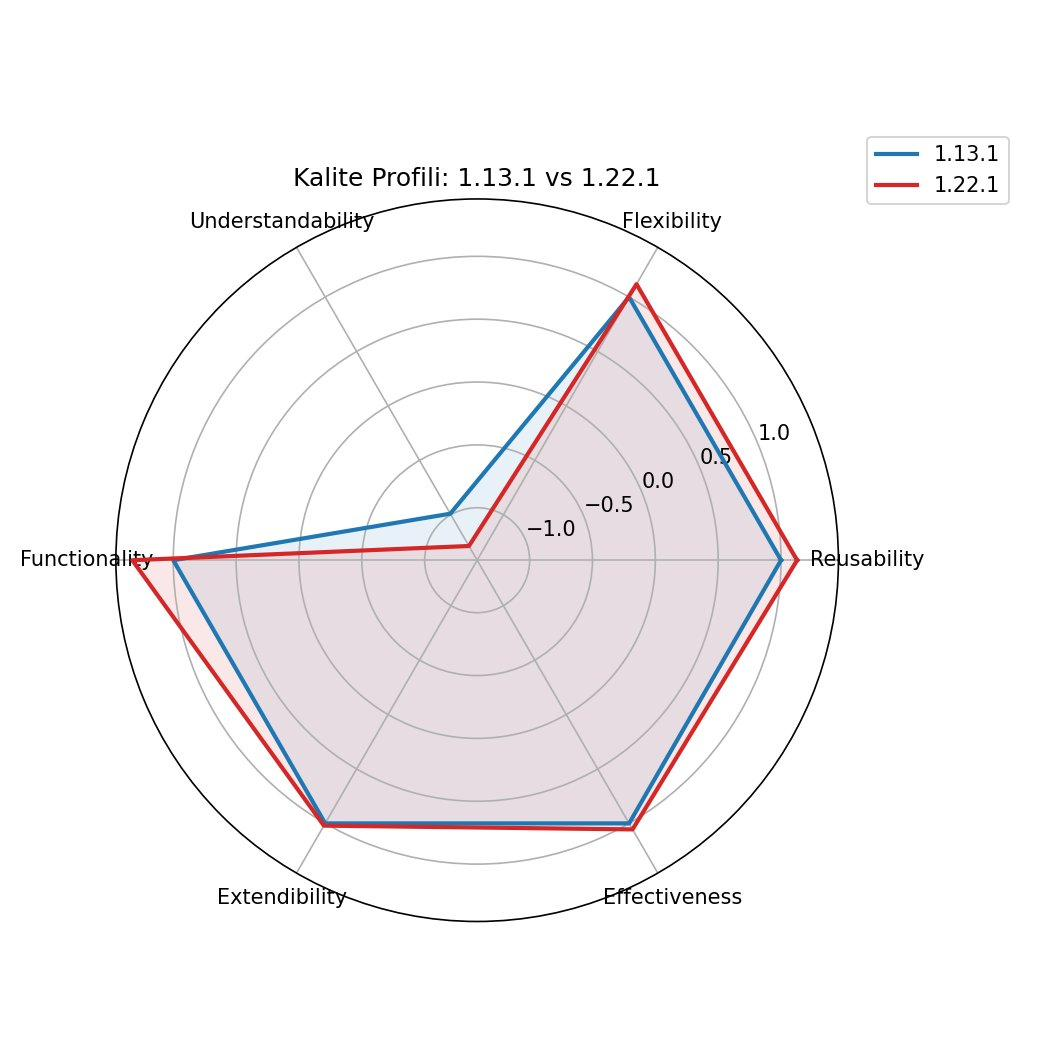 1.13.1
1.22.1
Kalite Profili: 1.13.1 vs 1.22.1
Understandability
Flexibility
1.0
0.5
0.0
−0.5
−1.0
Functionality
Reusability
Extendibility
Effectiveness